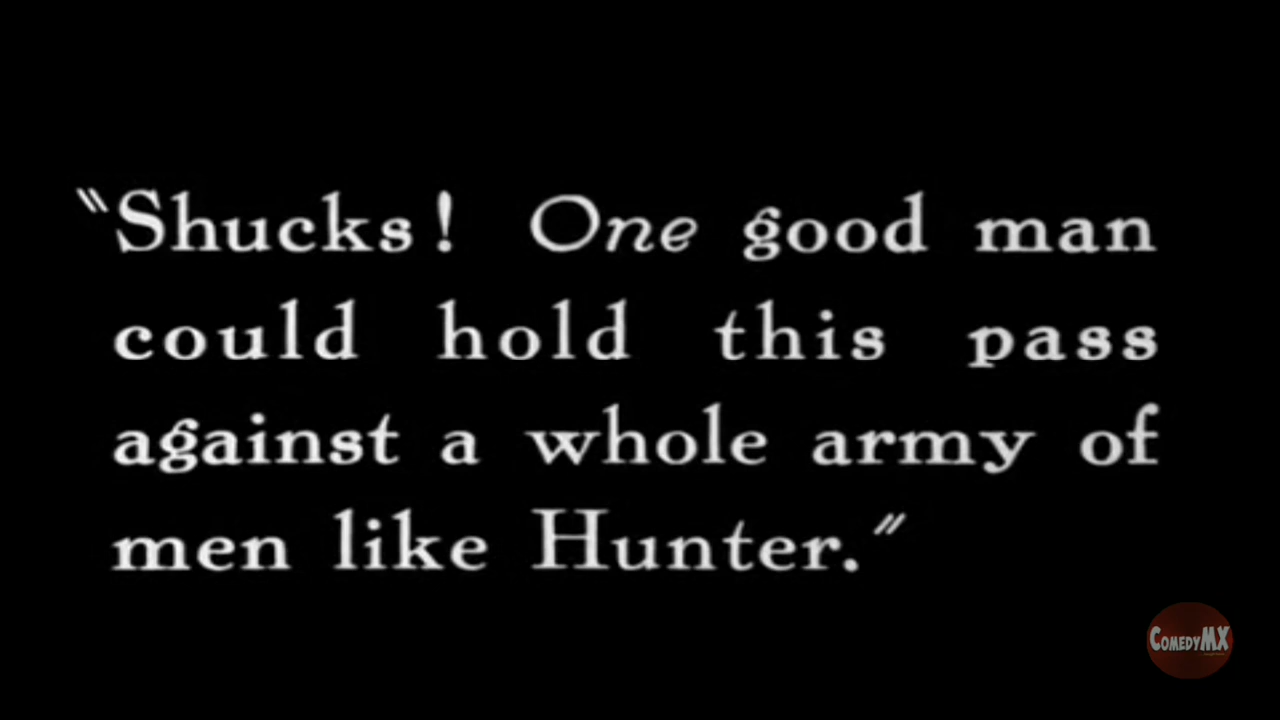 "Shucks! One good man
could hold this pass
against a whole army of
men like Hunter."
COMEDYMX